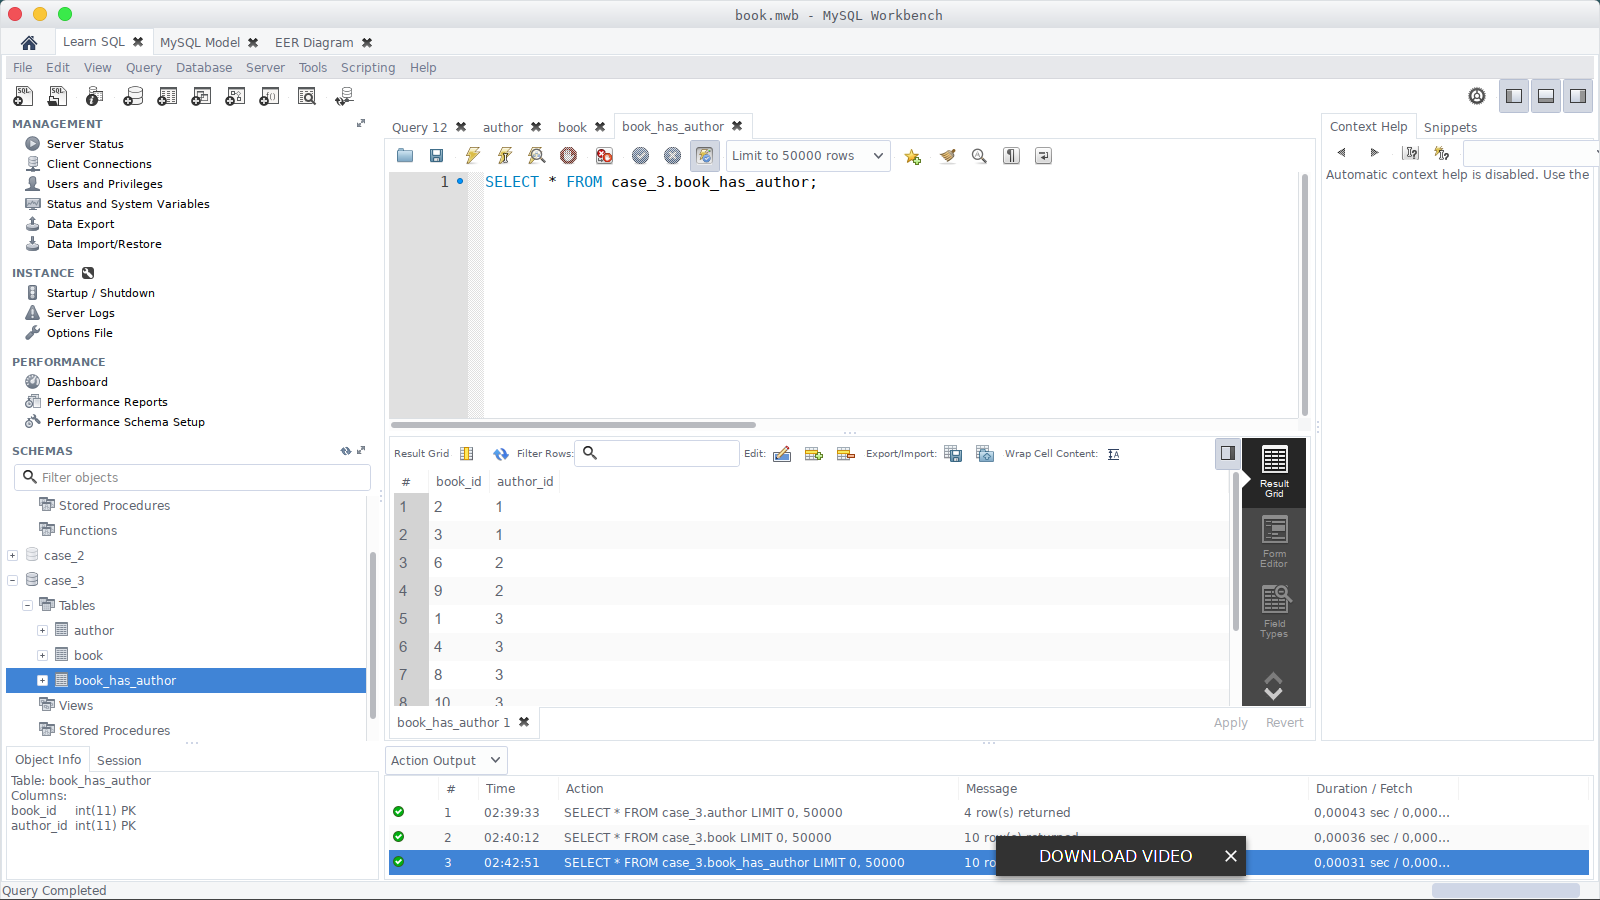 book.mwb - MySQL Workbench
Learn SQL
MySQL Model
EER Diagram
File Edit View Query Database Server Tools Scripting Help
MANAGEMENT
Server Status
Client Connections
Users and Privileges
Status and System Variables
Data Export
Data Import/Restore
INSTANCE
Startup / Shutdown
Server Logs
Options File
PERFORMANCE
Dashboard
Performance Reports
Performance Schema Setup
SCHEMAS
Filter objects
Stored Procedures
Functions
case_2
case_3
Tables
author
book
book_has_author
Views
Stored Procedures
Object Info Session
Table: book_has_author
Columns:
book_id int(11) PK
author_id int(11) PK
Query Completed
Query 12 author book book_has_author
Limit to 50000 rows
1 SELECT * FROM case_3.book_has_author;
Result Grid Filter Rows: Edit: Export/Import: Wrap Cell Content:
# book_id author_id
1 2 1
2 3 1
3 6 2
4 9 2
5 1 3
6 4 3
7 8 3
8 10 3
Result
Grid
Form
Editor
Field
Types
book_has_author 1 Apply Revert
Context Help Snippets
Automatic context help is disabled. Use the
Action Output
# Time Action Message Duration / Fetch
1 02:39:33 SELECT * FROM case_3.author LIMIT 0, 50000 4 row(s) returned 0,00043 sec / 0,000...
2 02:40:12 SELECT * FROM case_3.book LIMIT 0, 50000 10 row(s) returned 0,00036 sec / 0,000...
3 02:42:51 SELECT * FROM case_3.book_has_author LIMIT 0, 50000 10 ro 0,00031 sec / 0,000...
DOWNLOAD VIDEO